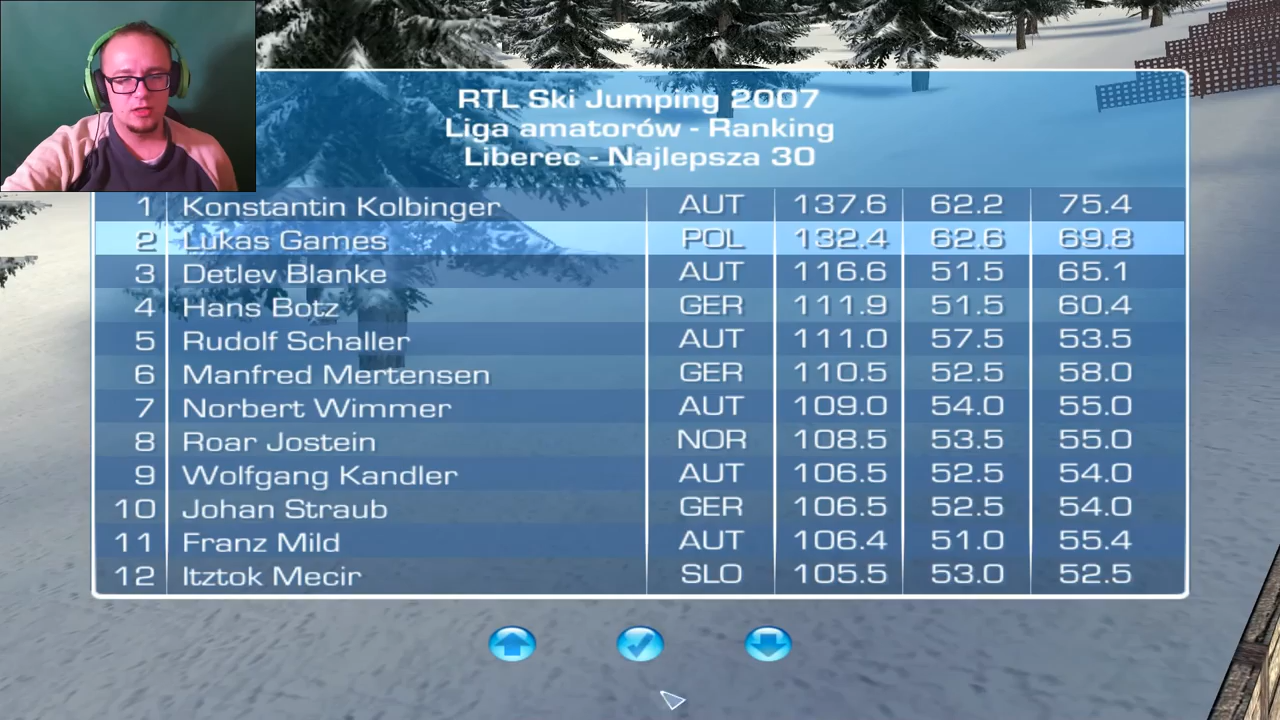 RTL Ski Jumping 2007
Liga amatorów - Ranking
Liberec - Najlepsza 30
1 Konstantin Kolbinger AUT 137.6 62.2 75.4
2 Lukas Games POL 132.4 62.6 69.8
3 Detlev Blanke AUT 116.6 51.5 65.1
4 Hans Botz GER 111.9 51.5 60.4
5 Rudolf Schaller AUT 111.0 57.5 53.5
6 Manfred Mertensen GER 110.5 52.5 58.0
7 Norbert Wimmer AUT 109.0 54.0 55.0
8 Roar Jostein NOR 108.5 53.5 55.0
9 Wolfgang Kandler AUT 106.5 52.5 54.0
10 Johan Straub GER 106.5 52.5 54.0
11 Franz Mild AUT 106.4 51.0 55.4
12 Itztok Mecir SLO 105.5 53.0 52.5